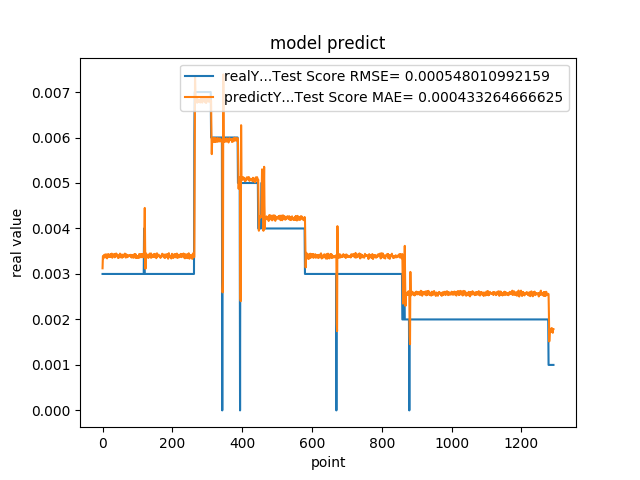 model predict
realY...Test Score RMSE= 0.000548010992159
predictY...Test Score MAE= 0.000433264666625
0.007
0.006
0.005
0.004
0.003
0.002
0.001
0.000
real value
0 200 400 600 800 1000 1200
point